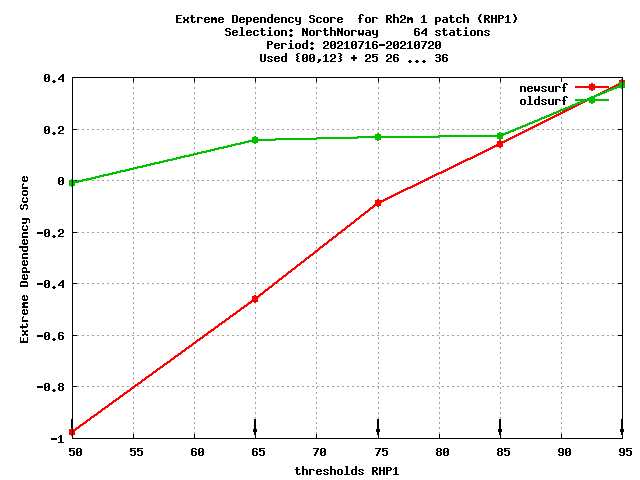 Extreme Dependency Score  for Rh2m 1 patch (RHP1)
Selection: NorthNorway     64 stations
Period: 20210716-20210720
Used {00,12} + 25 26 ... 36
newsurf
oldsurf
0.4
0.2
0
-0.2
-0.4
-0.6
-0.8
-1
Extreme Dependency Score
50 55 60 65 70 75 80 85 90 95
thresholds RHP1